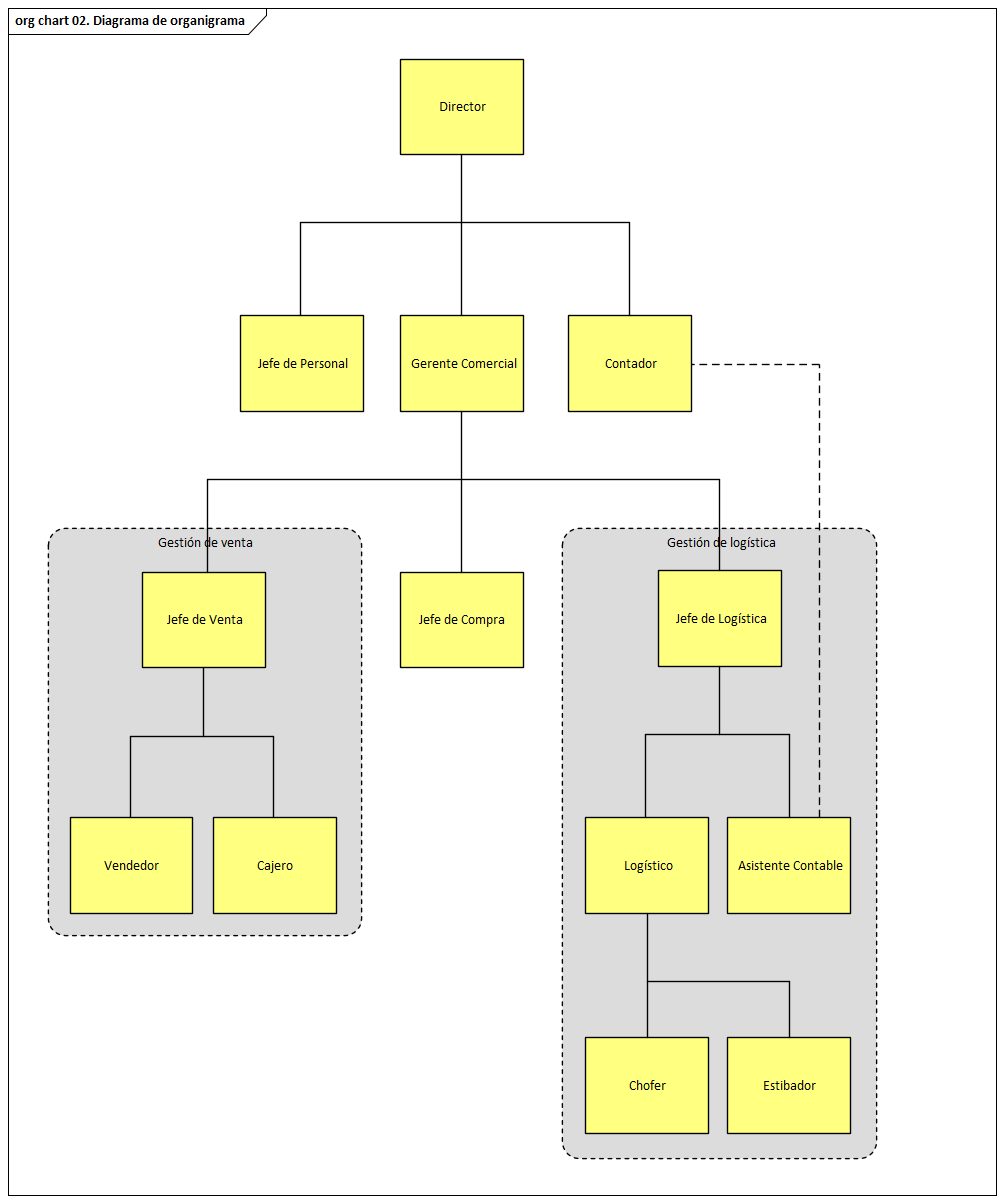 org chart 02. Diagrama de organigrama
Director
Jefe de Personal
Gerente Comercial
Contador
Gestión de venta
Gestión de logística
Jefe de Venta
Jefe de Compra
Jefe de Logística
Vendedor
Cajero
Logístico
Asistente Contable
Chofer
Estibador